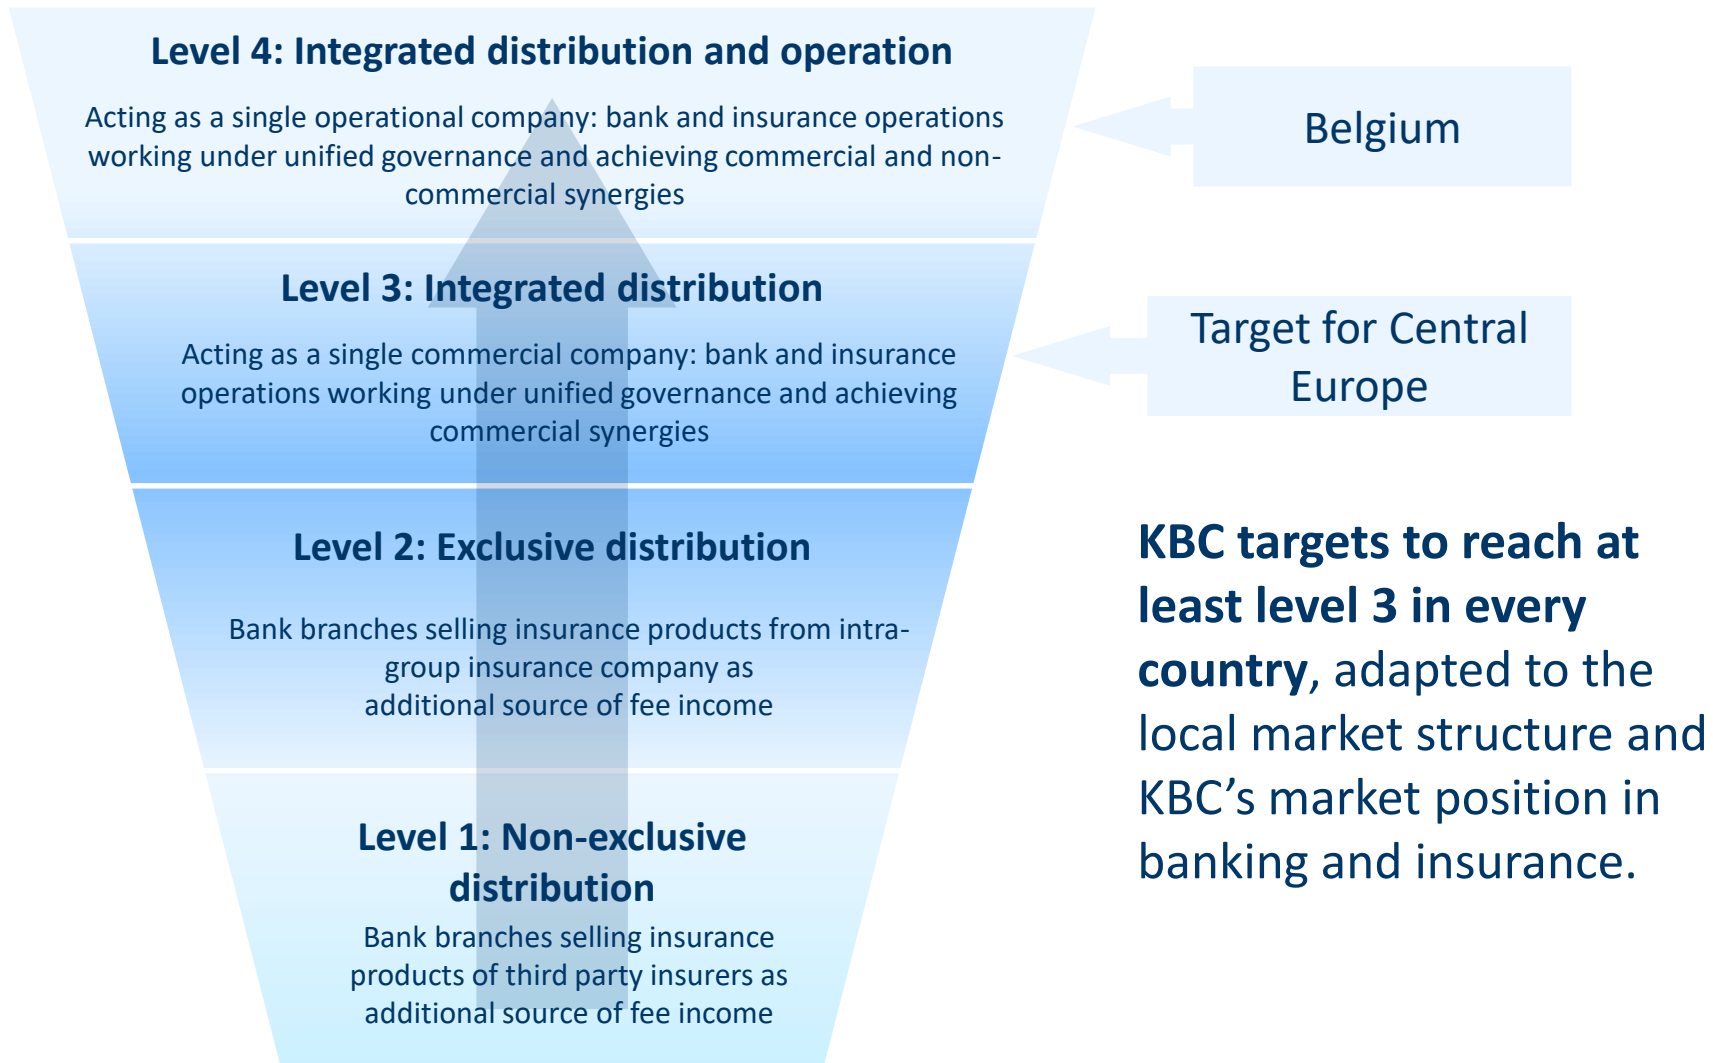 Level 4: Integrated distribution and operation
Acting as a single operational company: bank and insurance operations
working under unified governance and achieving commercial and non-
commercial synergies
Belgium
Level 3: Integrated distribution
Acting as a single commercial company: bank and insurance
operations working under unified governance and achieving
commercial synergies
Target for Central
Europe
Level 2: Exclusive distribution
Bank branches selling insurance products from intra-
group insurance company as
additional source of fee income
Level 1: Non-exclusive
distribution
Bank branches selling insurance
products of third party insurers as
additional source of fee income
KBC targets to reach at
least level 3 in every
country, adapted to the
local market structure and
KBC’s market position in
banking and insurance.